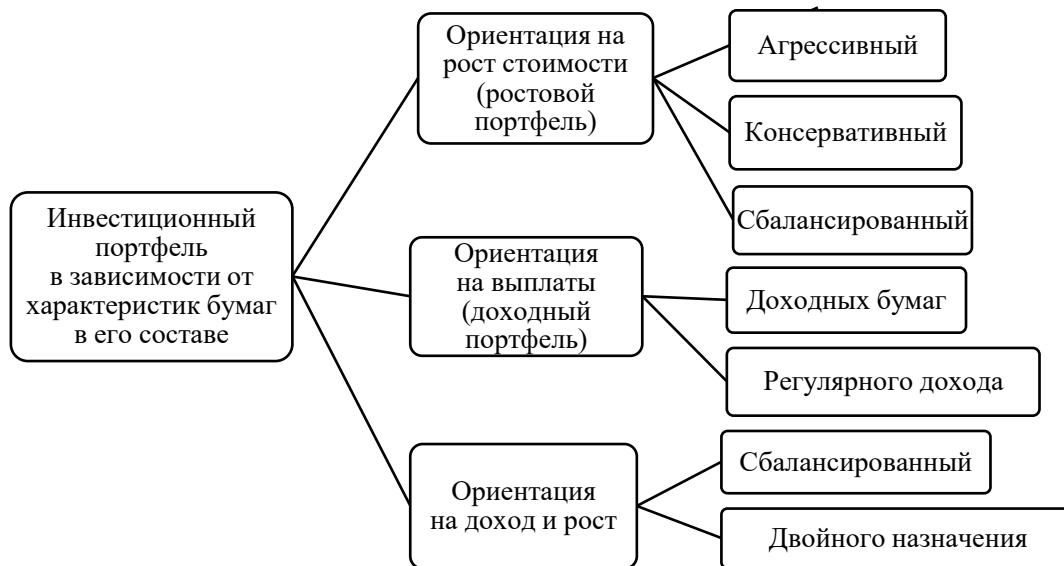 Инвестиционный
портфель
в зависимости от
характеристик бумаг
в его составе
Ориентация на
рост стоимости
(ростовой
портфель)
Агрессивный
Консервативный
Сбалансированный
Ориентация
на выплаты
(доходный
портфель)
Доходных бумаг
Регулярного дохода
Ориентация
на доход и рост
Сбалансированный
Двойного назначения